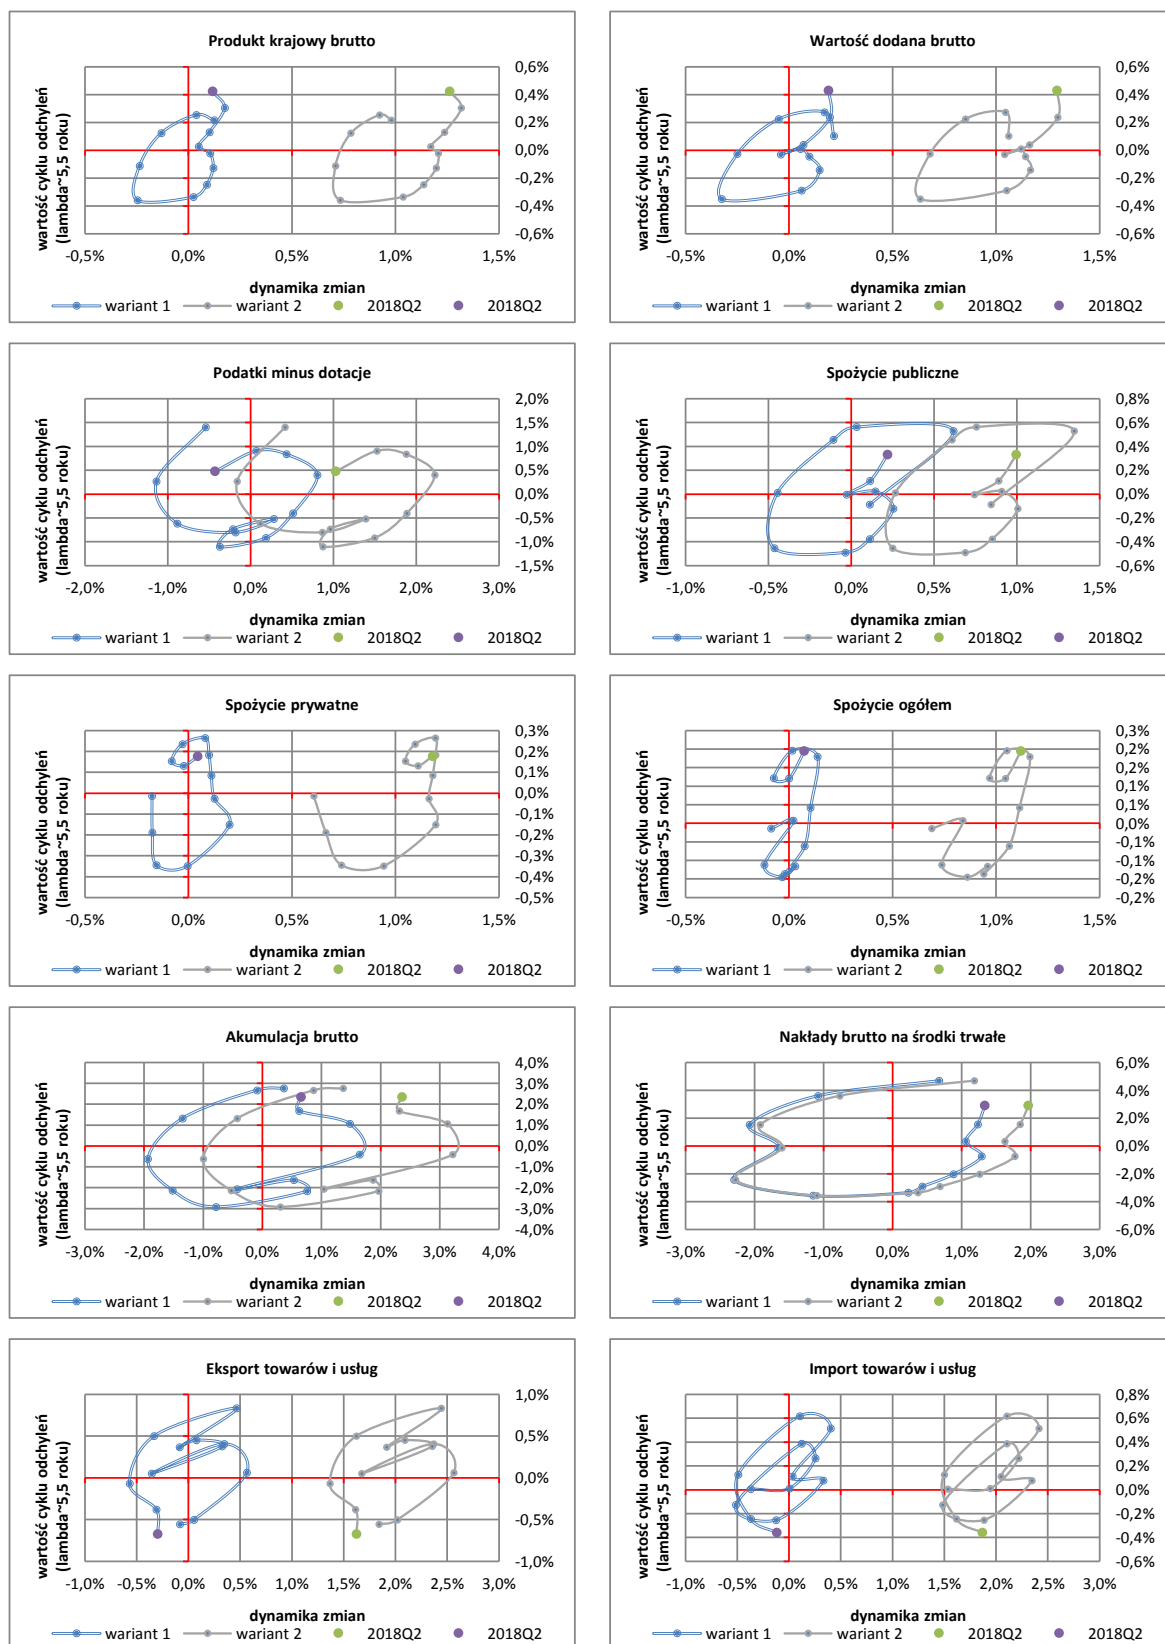 Produkt krajowy brutto
wartość cyklu odchyleń
(lambda~5,5 roku)
0,6%
0,4%
0,2%
0,0%
-0,2%
-0,4%
-0,6%
-0,5% 0,0% 0,5% 1,0% 1,5%
dynamika zmian
wariant 1 wariant 2 2018Q2 2018Q2
Wartość dodana brutto
wartość cyklu odchyleń
(lambda~5,5 roku)
0,6%
0,4%
0,2%
0,0%
-0,2%
-0,4%
-0,6%
-0,5% 0,0% 0,5% 1,0% 1,5%
dynamika zmian
wariant 1 wariant 2 2018Q2 2018Q2
Podatki minus dotacje
wartość cyklu odchyleń
(lambda~5,5 roku)
2,0%
1,5%
1,0%
0,5%
0,0%
-0,5%
-1,0%
-1,5%
-2,0% -1,0% 0,0% 1,0% 2,0% 3,0%
dynamika zmian
wariant 1 wariant 2 2018Q2 2018Q2
Spożycie publiczne
wartość cyklu odchyleń
(lambda~5,5 roku)
0,8%
0,6%
0,4%
0,2%
0,0%
-0,2%
-0,4%
-0,6%
-1,0% -0,5% 0,0% 0,5% 1,0% 1,5%
dynamika zmian
wariant 1 wariant 2 2018Q2 2018Q2
Spożycie prywatne
wartość cyklu odchyleń
(lambda~5,5 roku)
0,3%
0,2%
0,1%
0,0%
-0,1%
-0,2%
-0,3%
-0,4%
-0,5%
-0,5% 0,0% 0,5% 1,0% 1,5%
dynamika zmian
wariant 1 wariant 2 2018Q2 2018Q2
Spożycie ogółem
wartość cyklu odchyleń
(lambda~5,5 roku)
0,3%
0,2%
0,2%
0,1%
0,1%
0,0%
-0,1%
-0,1%
-0,2%
-0,2%
-0,5% 0,0% 0,5% 1,0% 1,5%
dynamika zmian
wariant 1 wariant 2 2018Q2 2018Q2
Akumulacja brutto
wartość cyklu odchyleń
(lambda~5,5 roku)
4,0%
3,0%
2,0%
1,0%
0,0%
-1,0%
-2,0%
-3,0%
-4,0%
-3,0% -2,0% -1,0% 0,0% 1,0% 2,0% 3,0% 4,0%
dynamika zmian
wariant 1 wariant 2 2018Q2 2018Q2
Nakłady brutto na środki trwałe
wartość cyklu odchyleń
(lambda~5,5 roku)
6,0%
4,0%
2,0%
0,0%
-2,0%
-4,0%
-6,0%
-3,0% -2,0% -1,0% 0,0% 1,0% 2,0% 3,0%
dynamika zmian
wariant 1 wariant 2 2018Q2 2018Q2
Eksport towarów i usług
wartość cyklu odchyleń
(lambda~5,5 roku)
1,0%
0,5%
0,0%
-0,5%
-1,0%
-1,0% -0,5% 0,0% 0,5% 1,0% 1,5% 2,0% 2,5% 3,0%
dynamika zmian
wariant 1 wariant 2 2018Q2 2018Q2
Import towarów i usług
wartość cyklu odchyleń
(lambda~5,5 roku)
0,8%
0,6%
0,4%
0,2%
0,0%
-0,2%
-0,4%
-0,6%
-1,0% -0,5% 0,0% 0,5% 1,0% 1,5% 2,0% 2,5% 3,0%
dynamika zmian
wariant 1 wariant 2 2018Q2 2018Q2